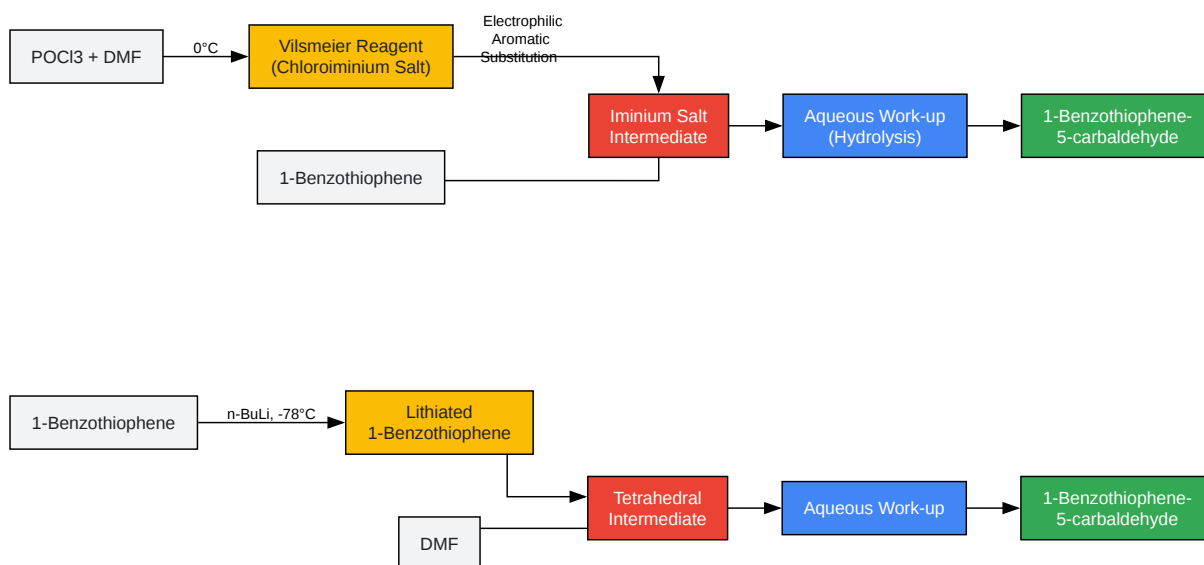 POCl3 + DMF
0°C
Vilsmeier Reagent
(Chloroiminium Salt)
Electrophilic
Aromatic
Substitution
Iminium Salt
Intermediate
Aqueous Work-up
(Hydrolysis)
1-Benzothiophene-
5-carbaldehyde
1-Benzothiophene
1-Benzothiophene
n-BuLi, -78°C
Lithiated
1-Benzothiophene
Tetrahedral
Intermediate
Aqueous Work-up
1-Benzothiophene-
5-carbaldehyde
DMF